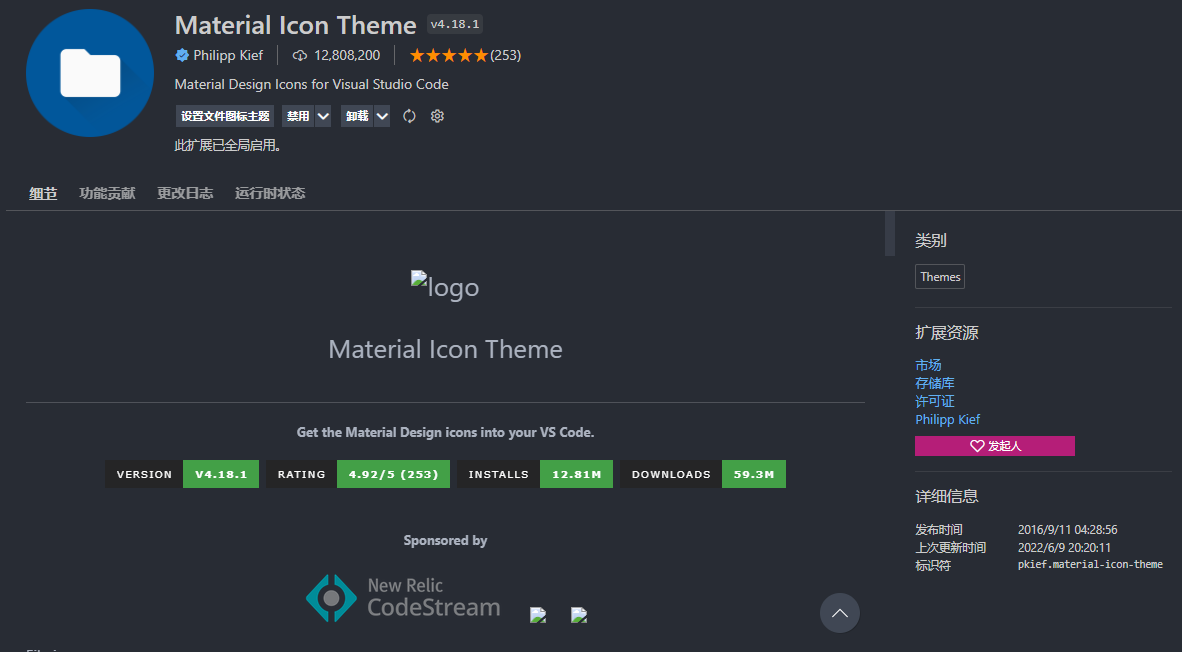 Material Icon Theme v4.18.1
Philipp Kief 12,808,200 (253)
Material Design Icons for Visual Studio Code
设置文件图标主题 禁用 卸载
此扩展已全局启用。
细节 功能贡献 更改日志 运行时状态
logo
Material Icon Theme
Get the Material Design icons into your VS Code.
VERSION V4.18.1 RATING 4.92/5 (253) INSTALLS 12.81M DOWNLOADS 59.3M
Sponsored by
New Relic
CodeStream
类别
Themes
扩展资源
市场
存储库
许可证
Philipp Kief
发起人
详细信息
发布时间 2016/9/11 04:28:56
上次更新时间 2022/6/9 20:20:11
标识符 pkief.material-icon-theme